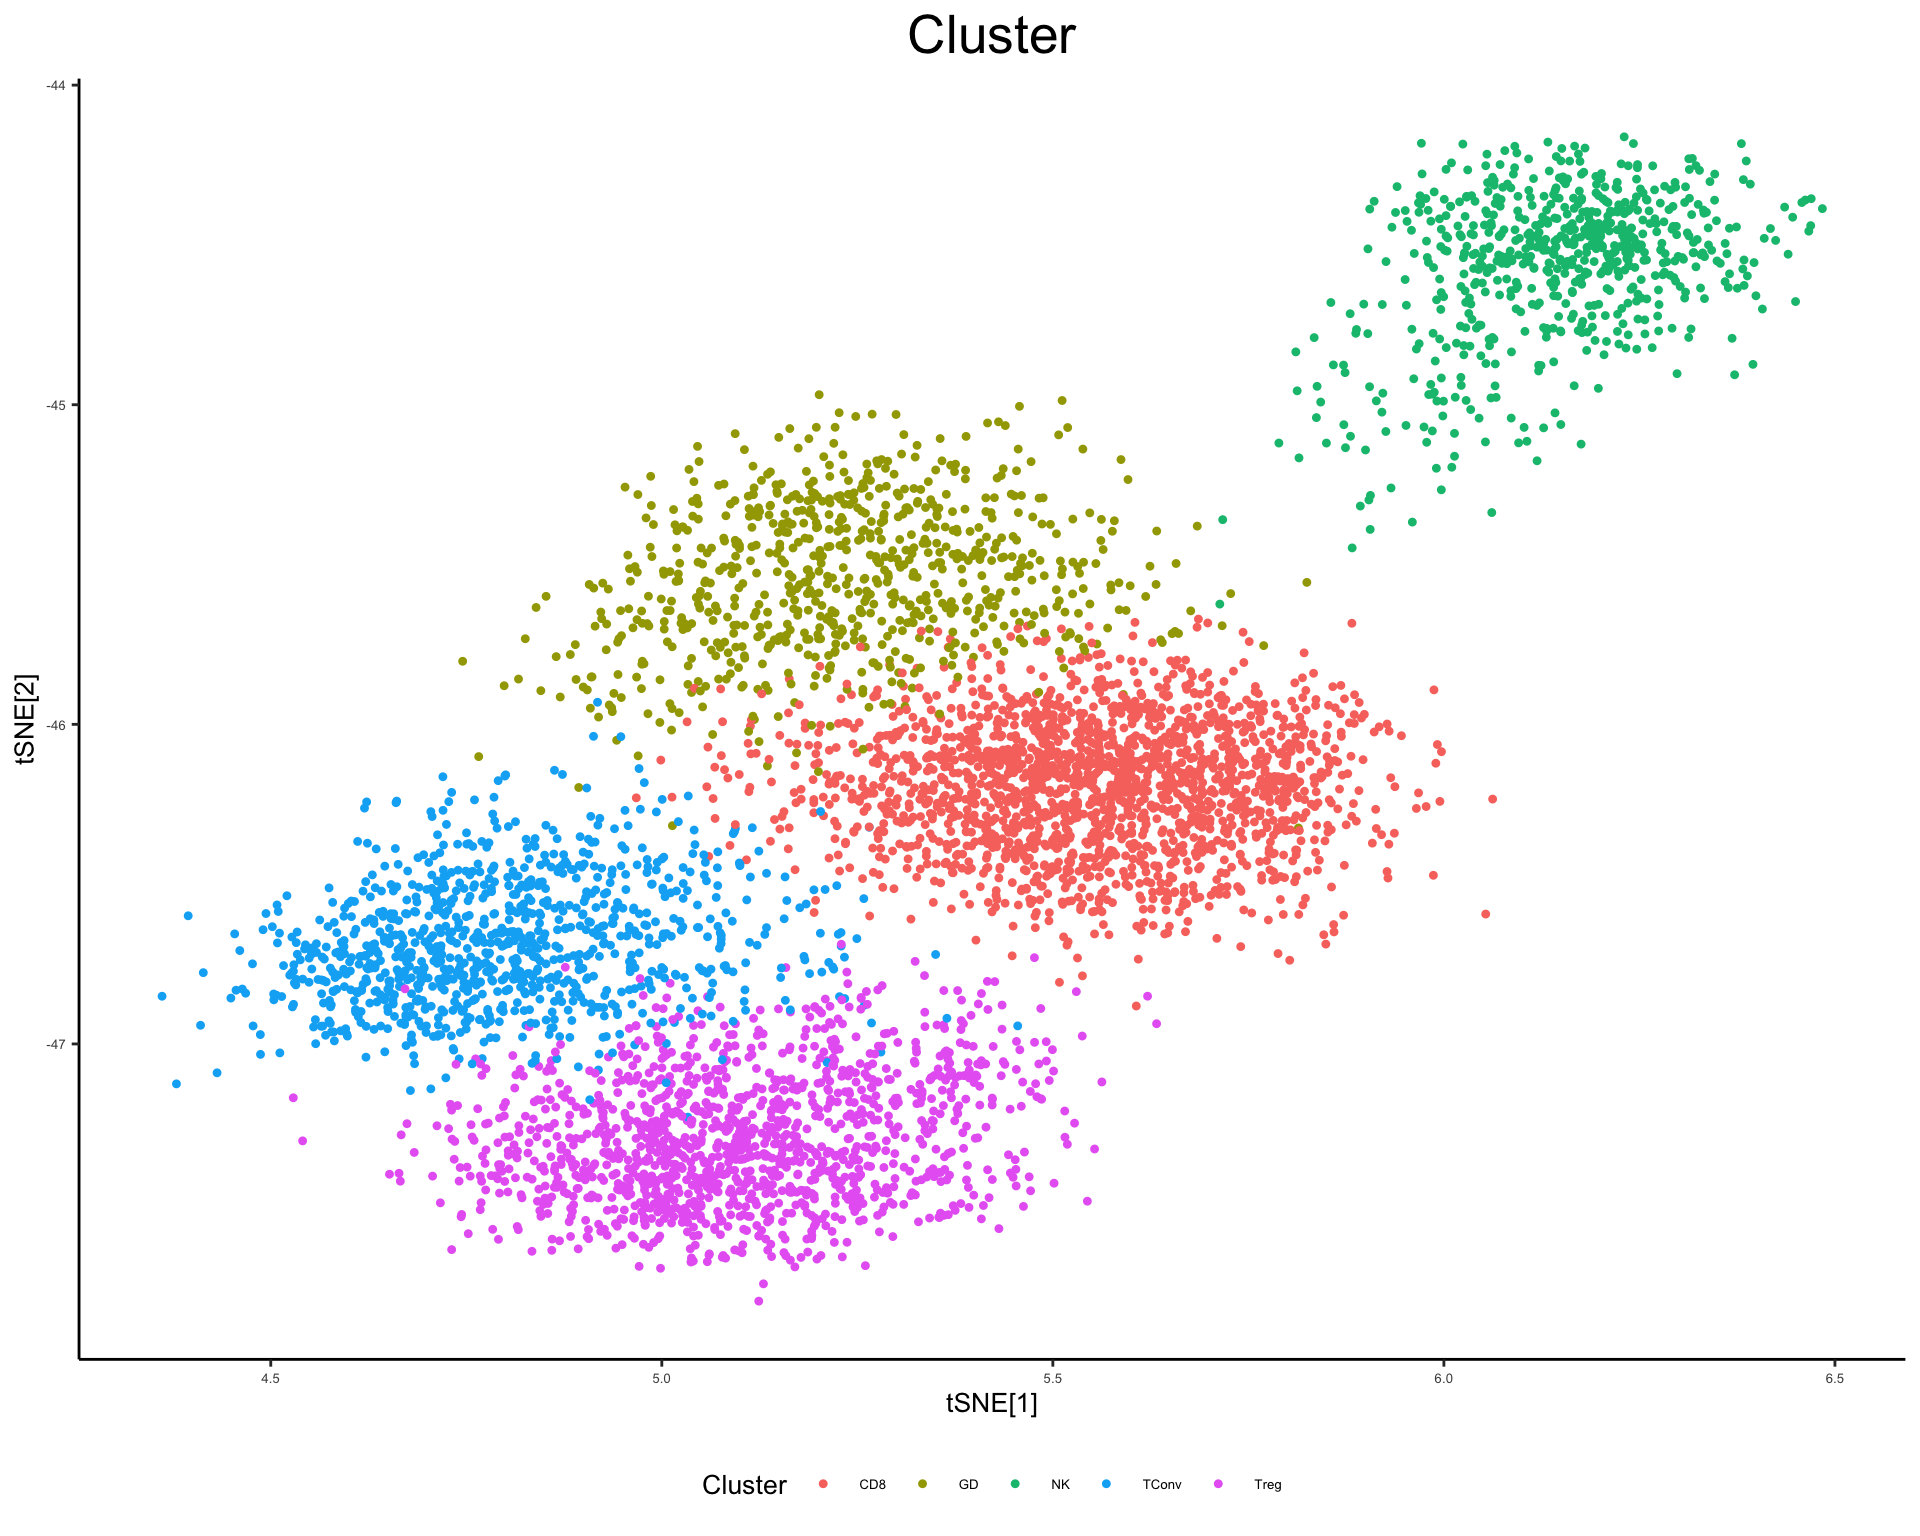 Cluster
-44
-45
-46
-47
tSNE[2]
4.5 5.0 5.5 6.0 6.5
tSNE[1]
Cluster CD8 GD NK TConv Treg